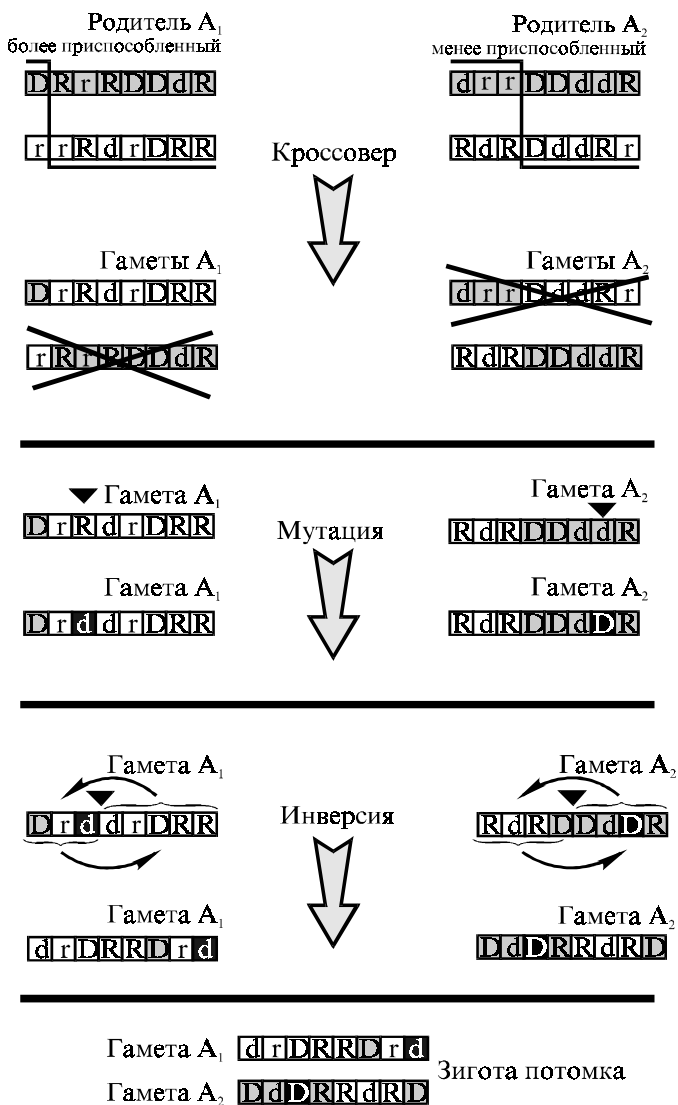 Родитель A1 Родитель A2
более приспособленный менее приспособленный
DRrRDDdR drrDDddR
rrRdrDRR RdRDddRr
Кроссовер
Гаметы A1 Гаметы A2
DrRdrDRR drrDddRr
rRrRDDdR RdRDDddR
Гамета A1 Гамета A2
DrRdrDRR RdRDDddR
Мутация
Гамета A1 Гамета A2
DrddrDRR RdRDDdDR
Гамета A1 Гамета A2
DrddrDRR RdRDDdDR
Инверсия
Гамета A1 Гамета A2
drDRRDrd DdDRRdRD
Гамета A1 drDRRDrd
Зигота потомка
Гамета A2 DdDRRdRD